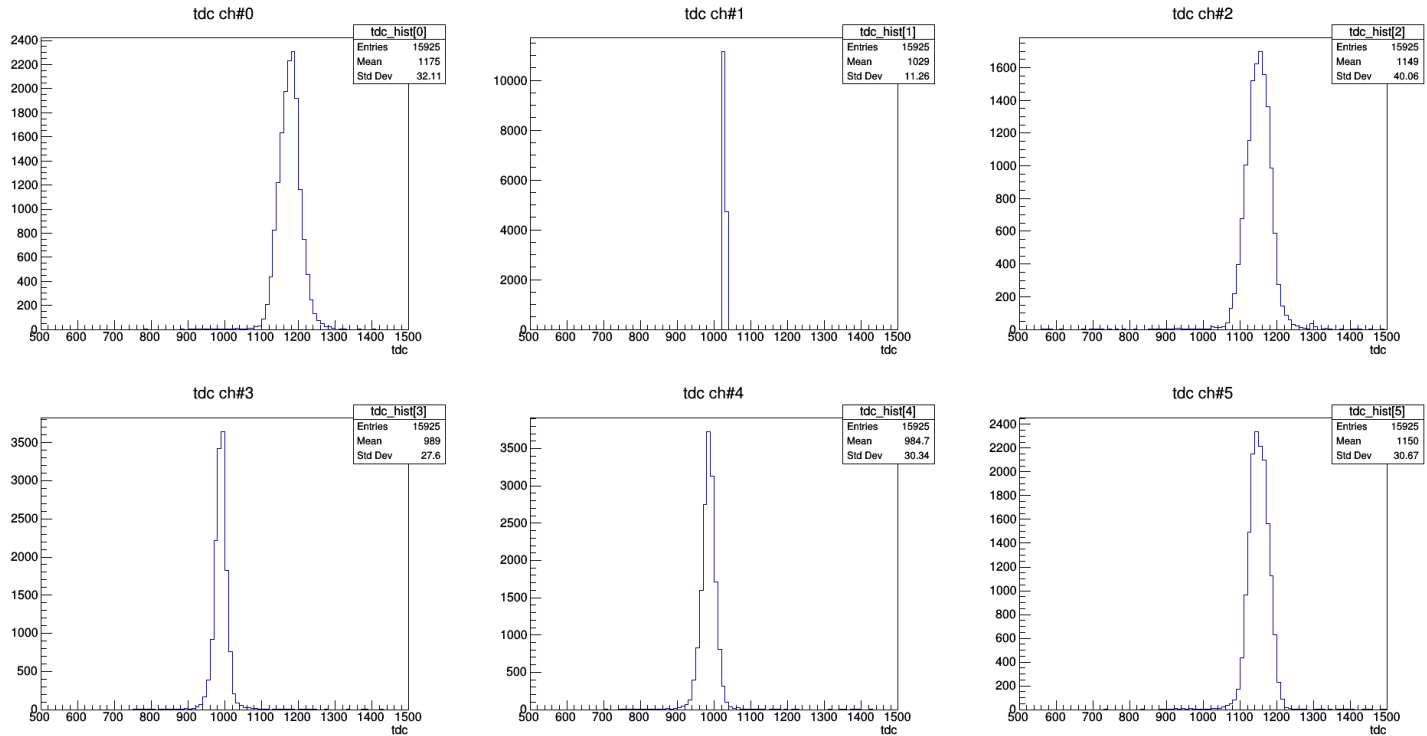 tdc ch#0
tdc_hist[0]
Entries 15925
Mean 1175
Std Dev 32.11
2400
2200
2000
1800
1600
1400
1200
1000
800
600
400
200
0
500 600 700 800 900 1000 1100 1200 1300 1400 1500
tdc
tdc ch#1
tdc_hist[1]
Entries 15925
Mean 1029
Std Dev 11.26
10000
8000
6000
4000
2000
0
500 600 700 800 900 1000 1100 1200 1300 1400 1500
tdc
tdc ch#2
tdc_hist[2]
Entries 15925
Mean 1149
Std Dev 40.06
1600
1400
1200
1000
800
600
400
200
0
500 600 700 800 900 1000 1100 1200 1300 1400 1500
tdc
tdc ch#3
tdc_hist[3]
Entries 15925
Mean 989
Std Dev 27.6
3500
3000
2500
2000
1500
1000
500
0
500 600 700 800 900 1000 1100 1200 1300 1400 1500
tdc
tdc ch#4
tdc_hist[4]
Entries 15925
Mean 984.7
Std Dev 30.34
3500
3000
2500
2000
1500
1000
500
0
500 600 700 800 900 1000 1100 1200 1300 1400 1500
tdc
tdc ch#5
tdc_hist[5]
Entries 15925
Mean 1150
Std Dev 30.67
2400
2200
2000
1800
1600
1400
1200
1000
800
600
400
200
0
500 600 700 800 900 1000 1100 1200 1300 1400 1500
tdc